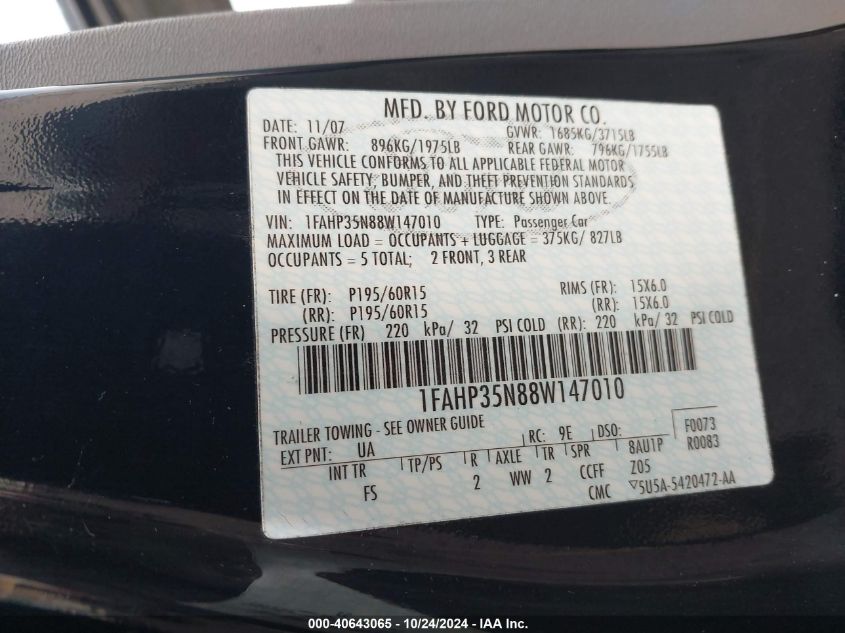 MFD. BY FORD MOTOR CO.
DATE: 11/07 GVWR: 1685KG/3715LB
FRONT GAWR: 896KG/1975LB REAR GAWR: 796KG/1755LB
THIS VEHICLE CONFORMS TO ALL APPLICABLE FEDERAL MOTOR
VEHICLE SAFETY, BUMPER, AND THEFT PREVENTION STANDARDS
IN EFFECT ON THE DATE OF MANUFACTURE SHOWN ABOVE.
VIN: 1FAHP35N88W147010 TYPE: Passenger Car
MAXIMUM LOAD = OCCUPANTS + LUGGAGE = 375KG/ 827LB
OCCUPANTS = 5 TOTAL; 2 FRONT, 3 REAR
TIRE (FR): P195/60R15 RIMS (FR): 15X6.0
(RR): P195/60R15 (RR): 15X6.0
PRESSURE (FR) 220 kPa/ 32 PSI COLD (RR): 220 kPa/ 32 PSI COLD
1FAHP35N88W147010
TRAILER TOWING - SEE OWNER GUIDE
F0073
EXT PNT: UA RC: 9E DSO: 8AU1P R0083
INT TR TP/PS R AXLE TR SPR Z05
FS 2 WW 2 CCFF
CMC ▽5U5A-5420472-AA
000-40643065 - 10/24/2024 - IAA Inc.